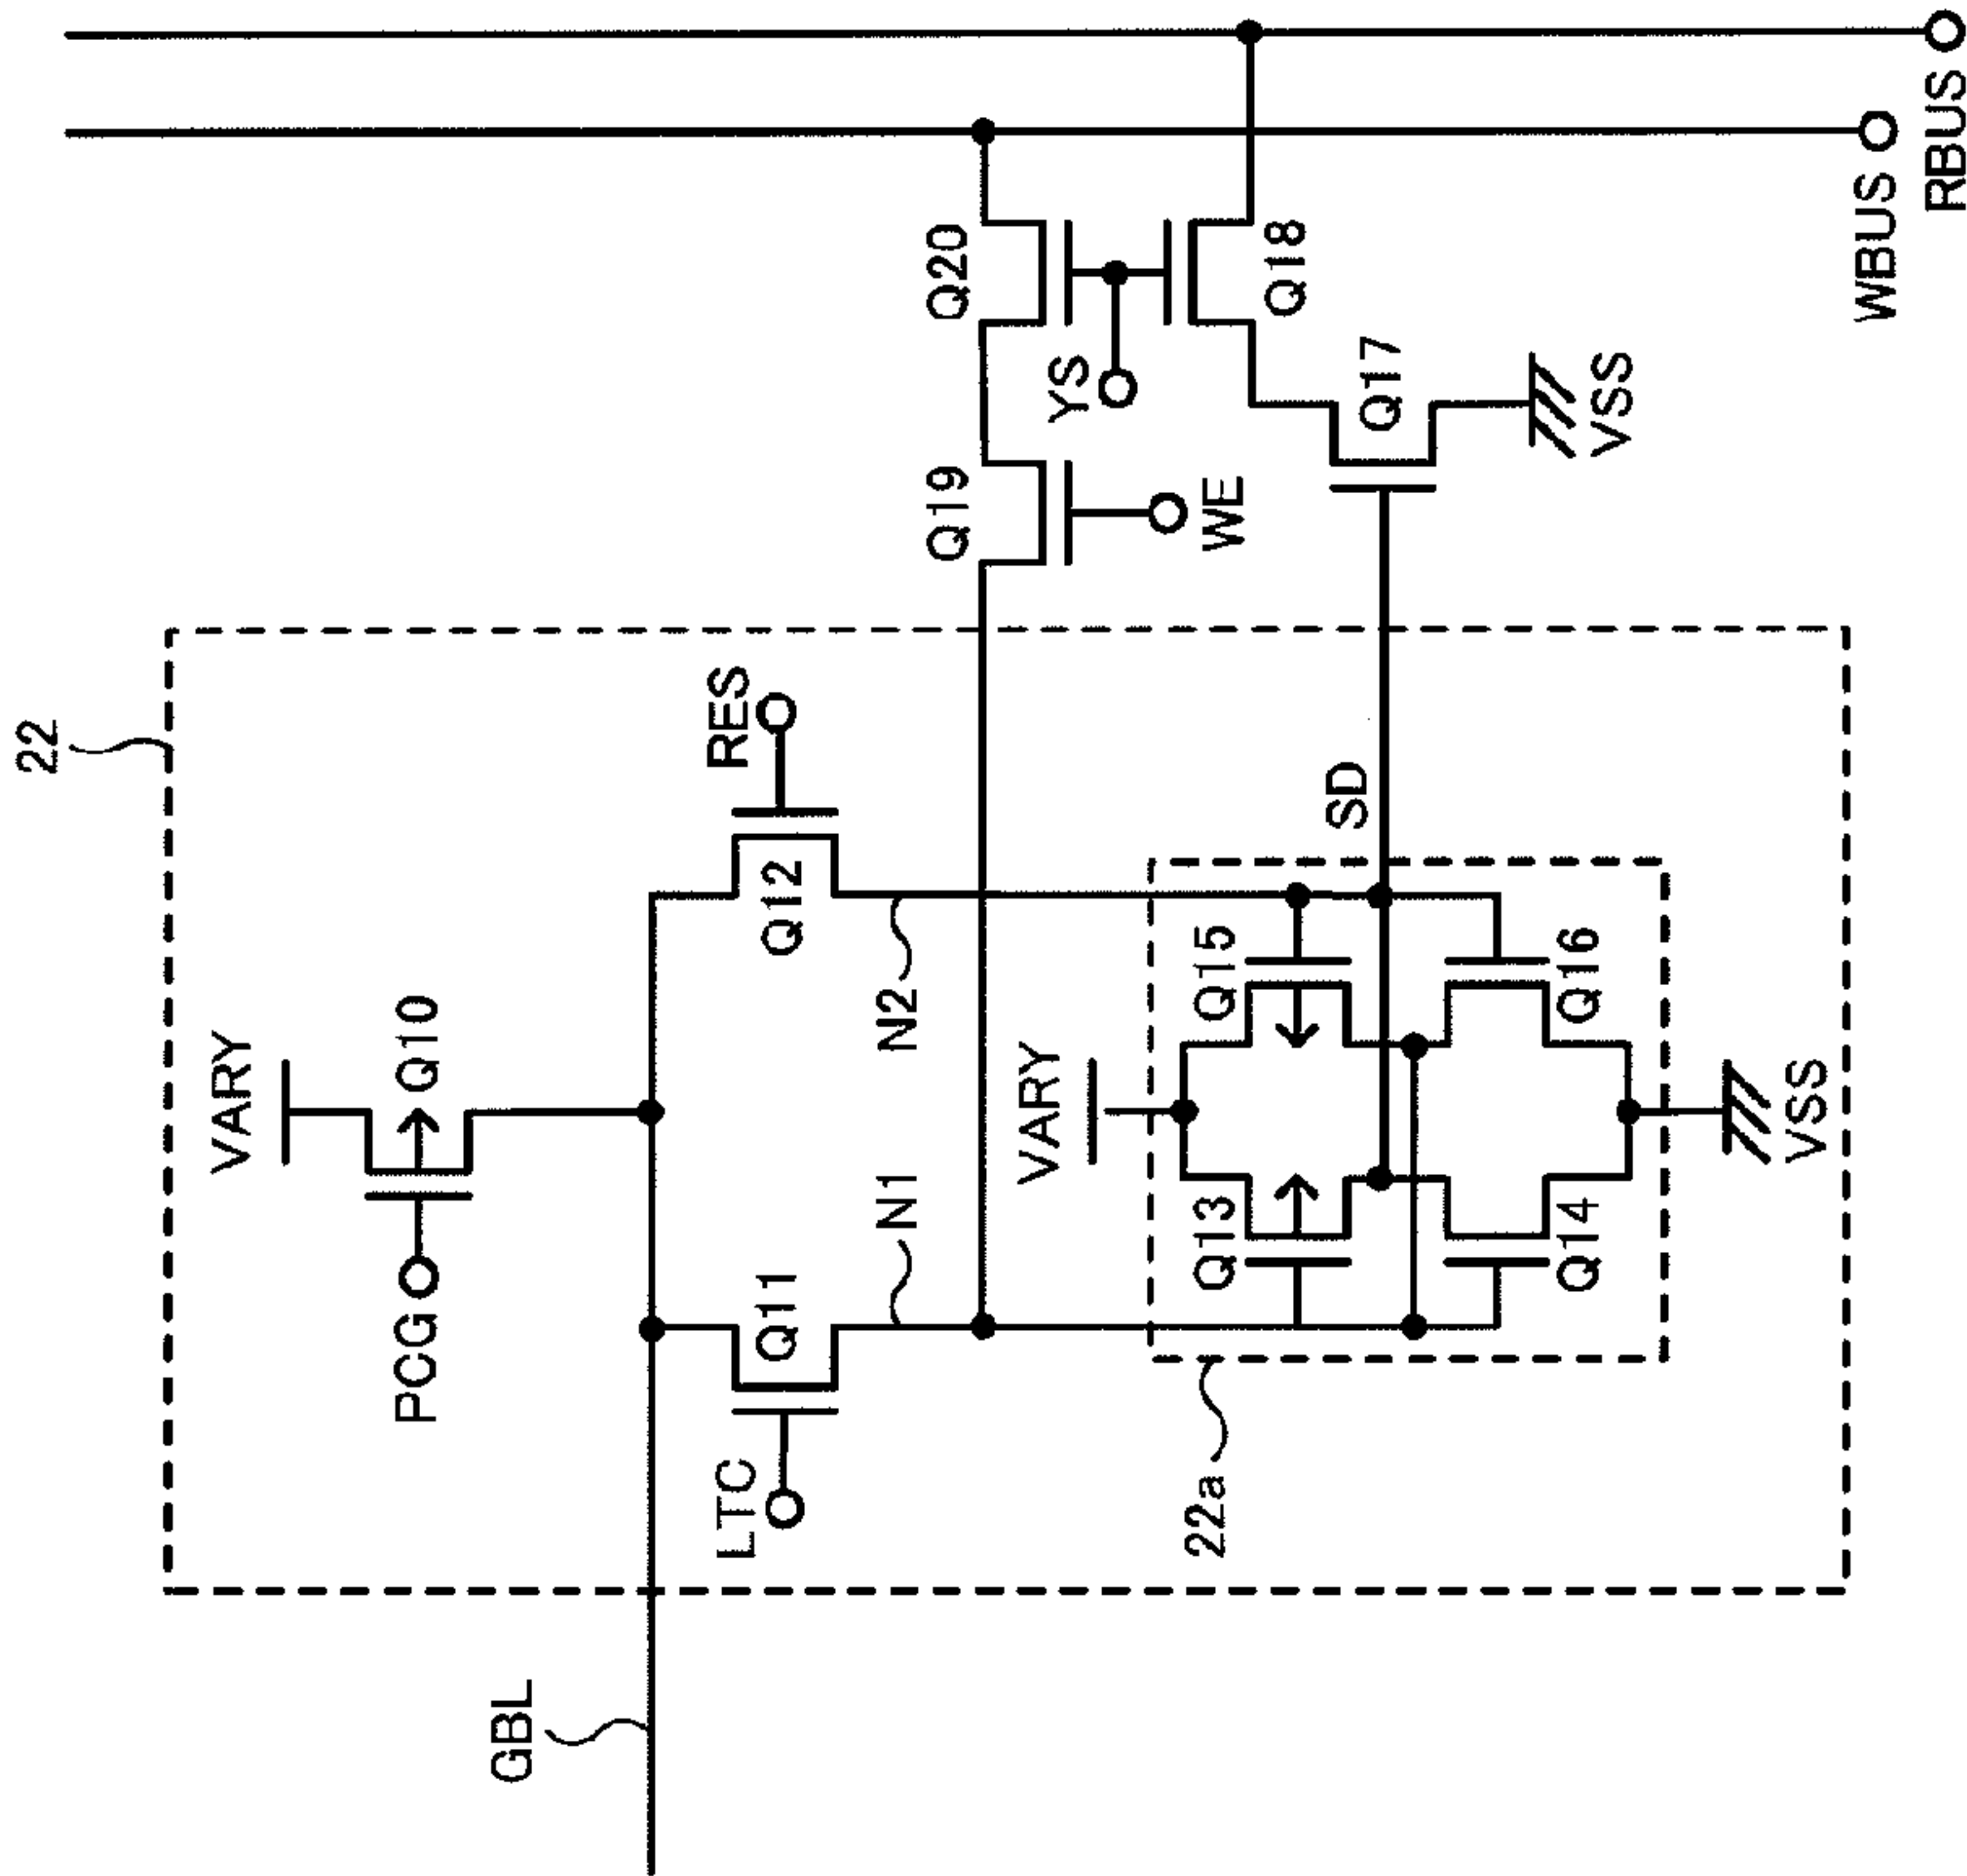 22
VARY
Q10
PCG
GBL
RES
Q12
N2
N1
Q11
LTC
Q20
Q19
YS
WE
Q18
Q17
VSS
SD
VARY
Q15
Q13
Q16
Q14
22a
VSS
WBUS
RBUS